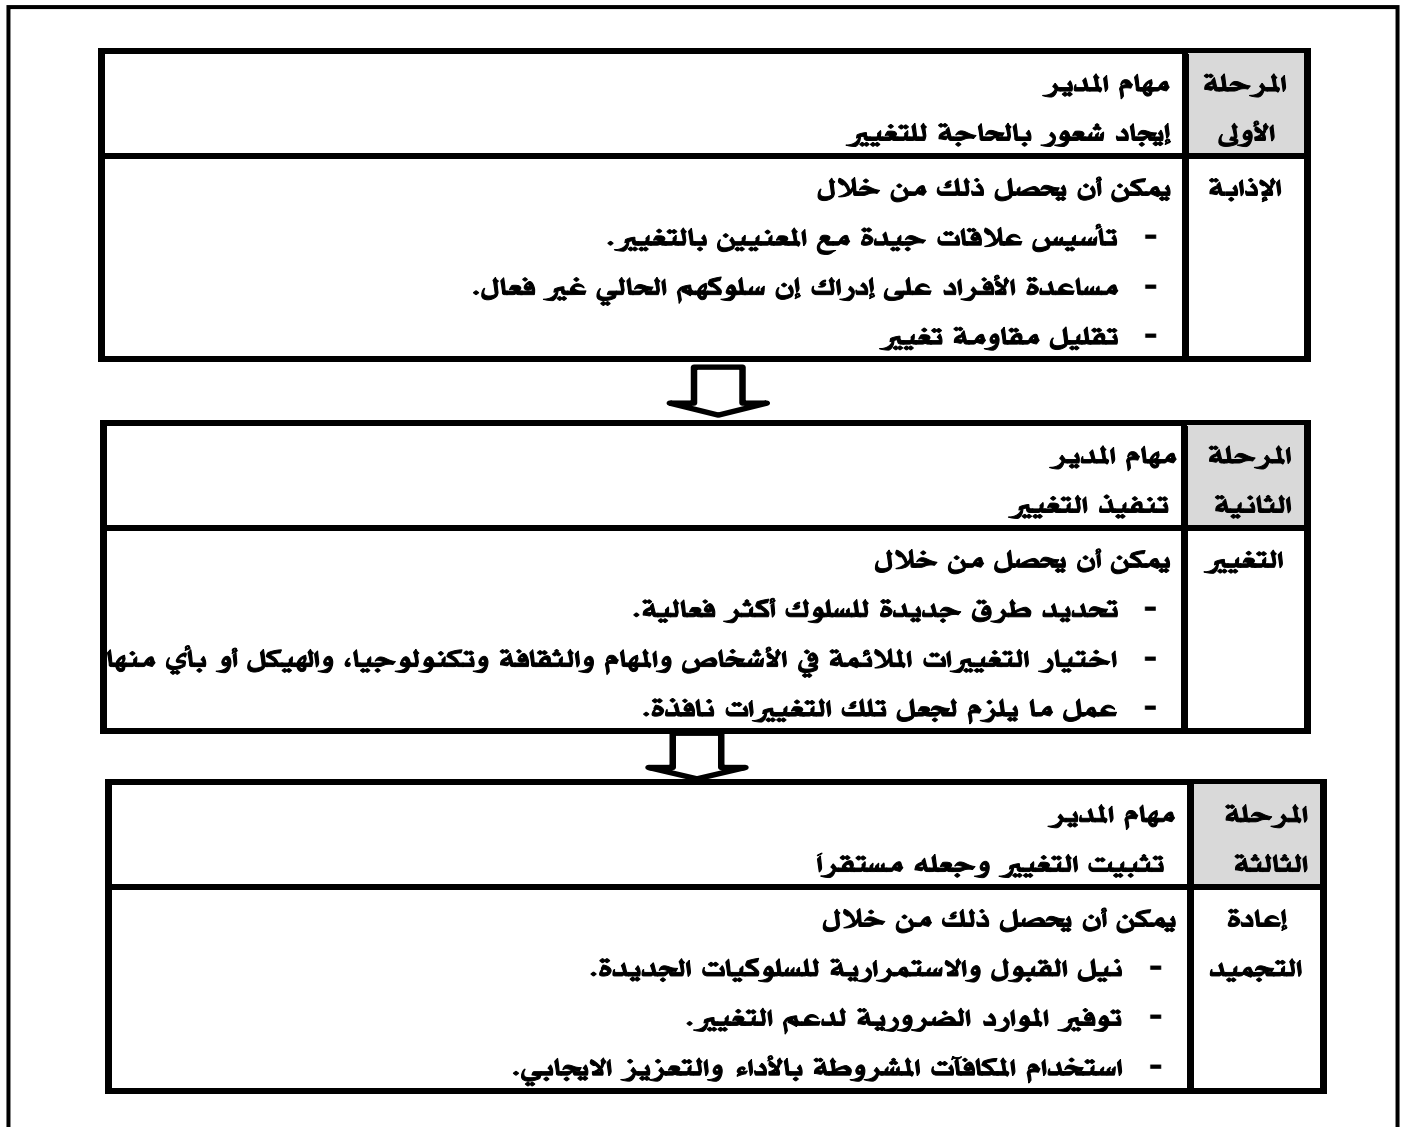 المرحلة
الأولى
مهام المدير
إيجاد شعور بالحاجة للتغيير
الإذابة
يمكن أن يحصل ذلك من خلال
- تأسيس علاقات جيدة مع المعنيين بالتغيير.
- مساعدة الأفراد على إدراك إن سلوكهم الحالي غير فعال.
- تقليل مقاومة تغيير
المرحلة
الثانية
مهام المدير
تنفيذ التغيير
التغيير
يمكن أن يحصل من خلال
- تحديد طرق جديدة للسلوك أكثر فعالية.
- اختيار التغييرات الملائمة في الأشخاص والمهام والثقافة وتكنولوجيا، والهيكل أو بأي منها
- عمل ما يلزم لجعل تلك التغييرات نافذة.
المرحلة
الثالثة
مهام المدير
تثبيت التغيير وجعله مستقراً
إعادة
التجميد
يمكن أن يحصل ذلك من خلال
- نيل القبول والاستمرارية للسلوكيات الجديدة.
- توفير الموارد الضرورية لدعم التغيير.
- استخدام المكافآت المشروطة بالأداء والتعزيز الايجابي.